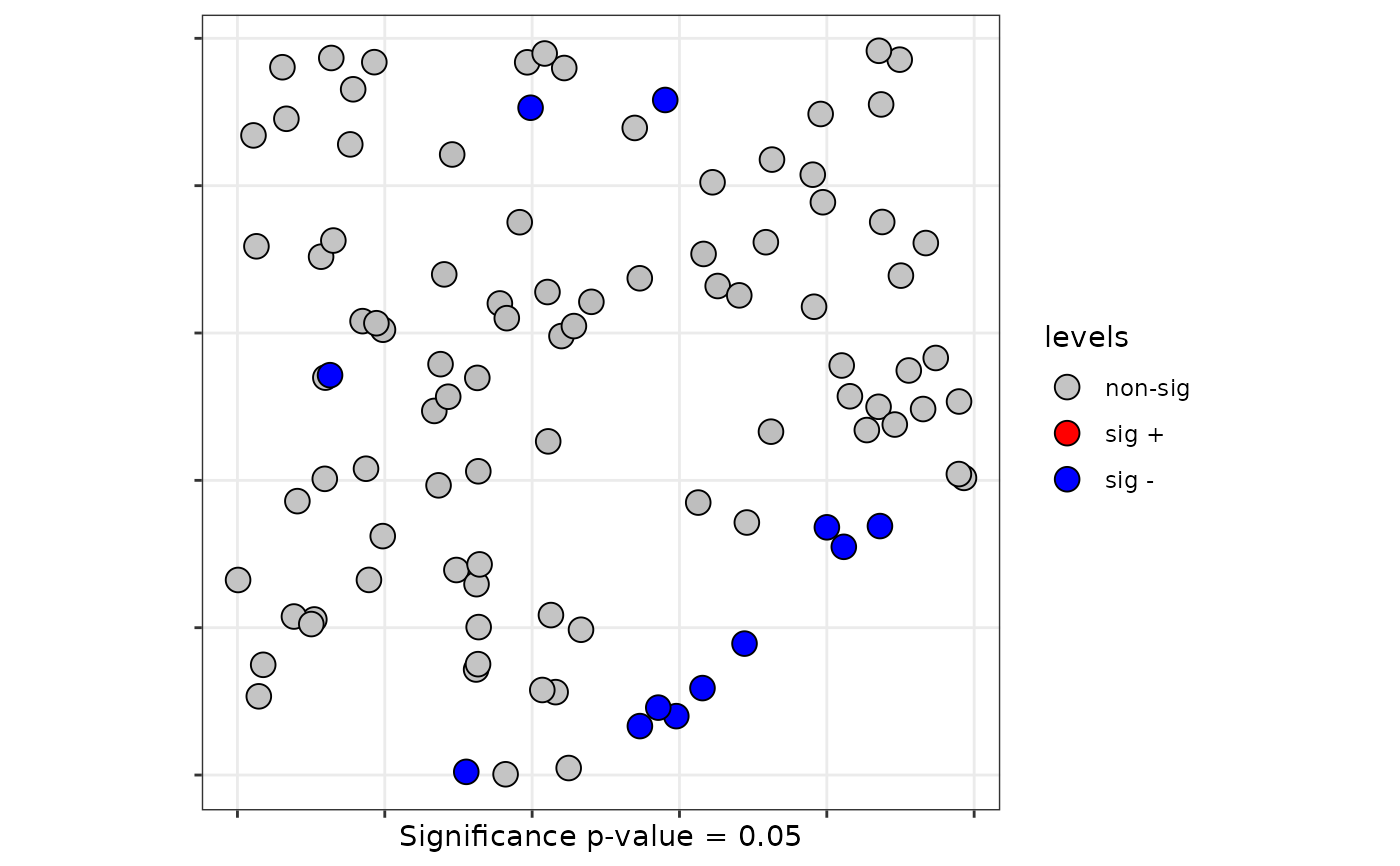 levels
non-sig
sig +
sig -
Significance p-value = 0.05